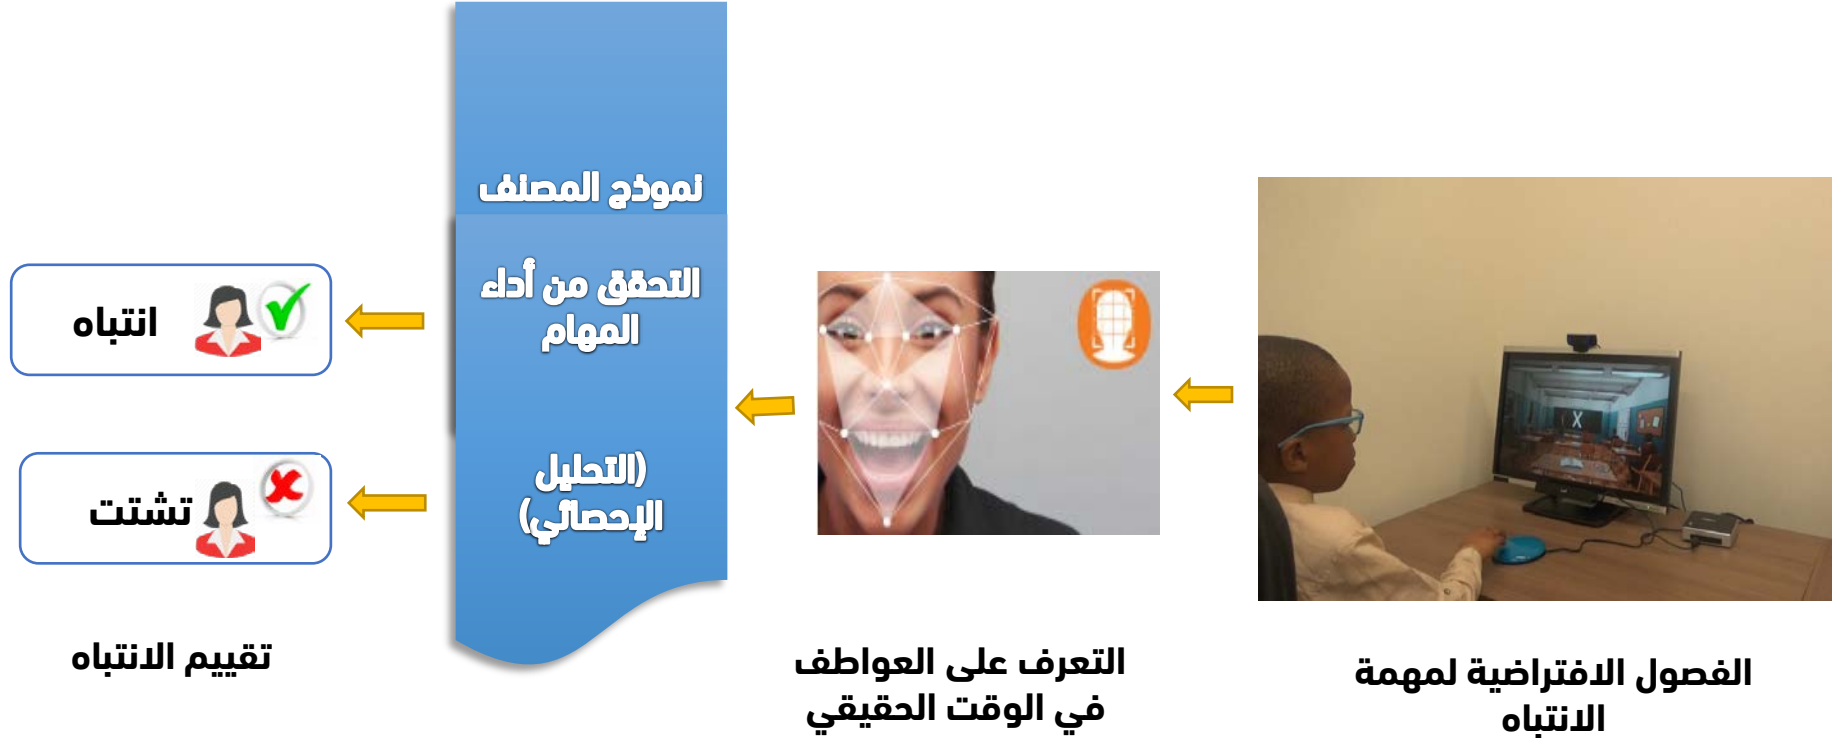 الفصول الافتراضية لمهمة
الانتباه
X
التعرف على العواطف
في الوقت الحقيقي
نموذج المصنف
التحقق من أداء
المهام
(التحليل
الإحصائي)
انتباه
تشتت
تقييم الانتباه